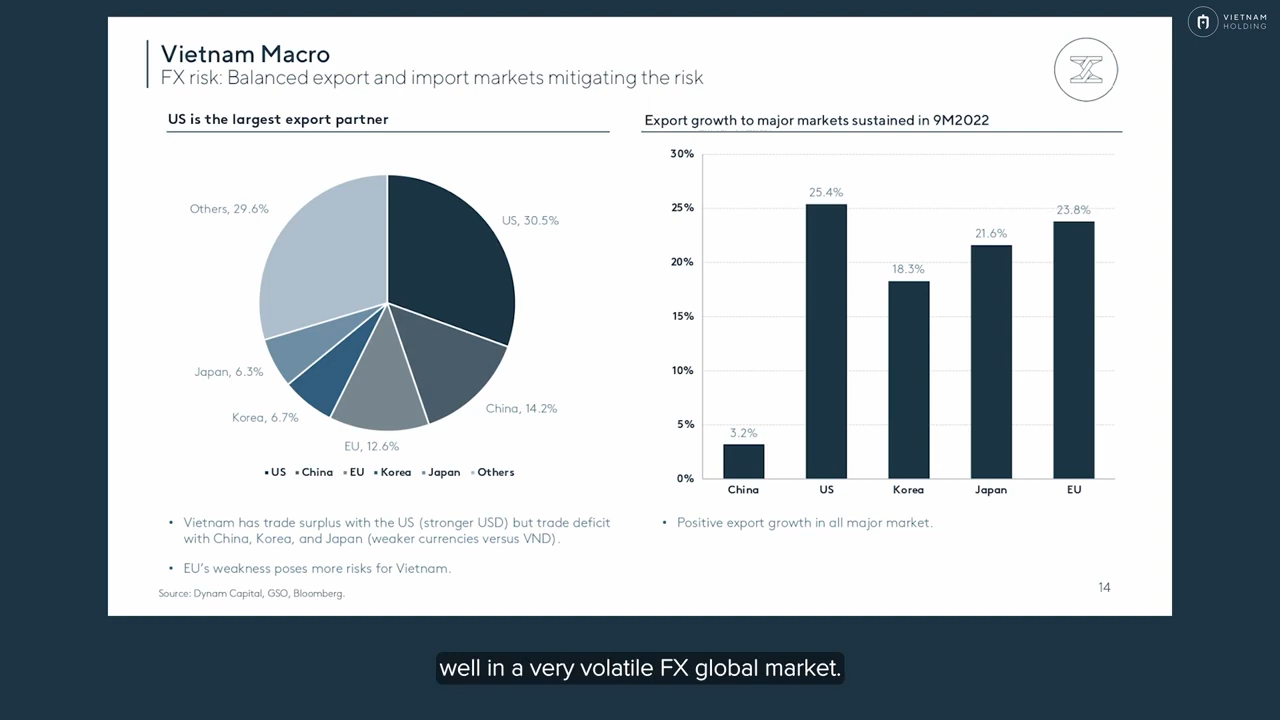 VIETNAM
HOLDING
Vietnam Macro
FX risk: Balanced export and import markets mitigating the risk
US is the largest export partner
Others, 29.6%
US, 30.5%
Japan, 6.3%
Korea, 6.7%
China, 14.2%
EU, 12.6%
US China EU Korea Japan Others
• Vietnam has trade surplus with the US (stronger USD) but trade deficit
with China, Korea, and Japan (weaker currencies versus VND).
• EU's weakness poses more risks for Vietnam.
Source: Dynam Capital, GSO, Bloomberg.
Export growth to major markets sustained in 9M2022
30%
25%
20%
15%
10%
5%
0%
3.2%
25.4%
18.3%
21.6%
23.8%
China US Korea Japan EU
• Positive export growth in all major market.
14
well in a very volatile FX global market.